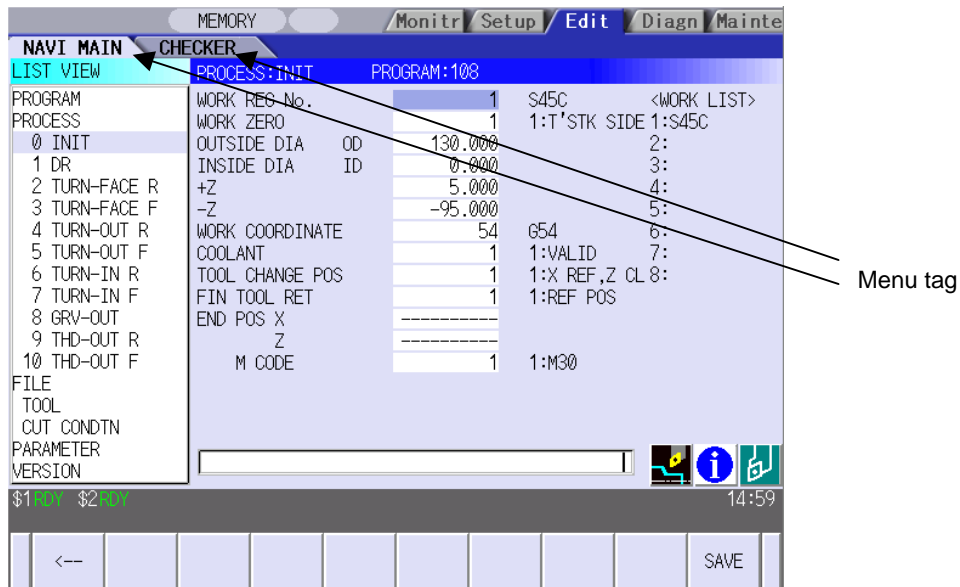 MEMORY Monitr Setup Edit Diagn Mainte
NAVI MAIN CHECKER
LIST VIEW PROCESS:INIT PROGRAM:108
PROGRAM WORK REG No. 1 S45C <WORK LIST>
PROCESS WORK ZERO 1 1:T'STK SIDE 1:S45C
0 INIT OUTSIDE DIA OD 130.000 2:
1 DR INSIDE DIA ID 0.000 3:
2 TURN-FACE R +Z 5.000 4:
3 TURN-FACE F -Z -95.000 5:
4 TURN-OUT R WORK COORDINATE 54 G54 6:
5 TURN-OUT F COOLANT 1 1:VALID 7:
6 TURN-IN R TOOL CHANGE POS 1 1:X REF,Z CL 8:
7 TURN-IN F FIN TOOL RET 1 1:REF POS
8 GRV-OUT END POS X ----------
9 THD-OUT R Z ----------
10 THD-OUT F M CODE 1 1:M30
FILE
TOOL
CUT CONDTN
PARAMETER
VERSION
$1 RDY $2 RDY 14:59
<-- SAVE
Menu tag